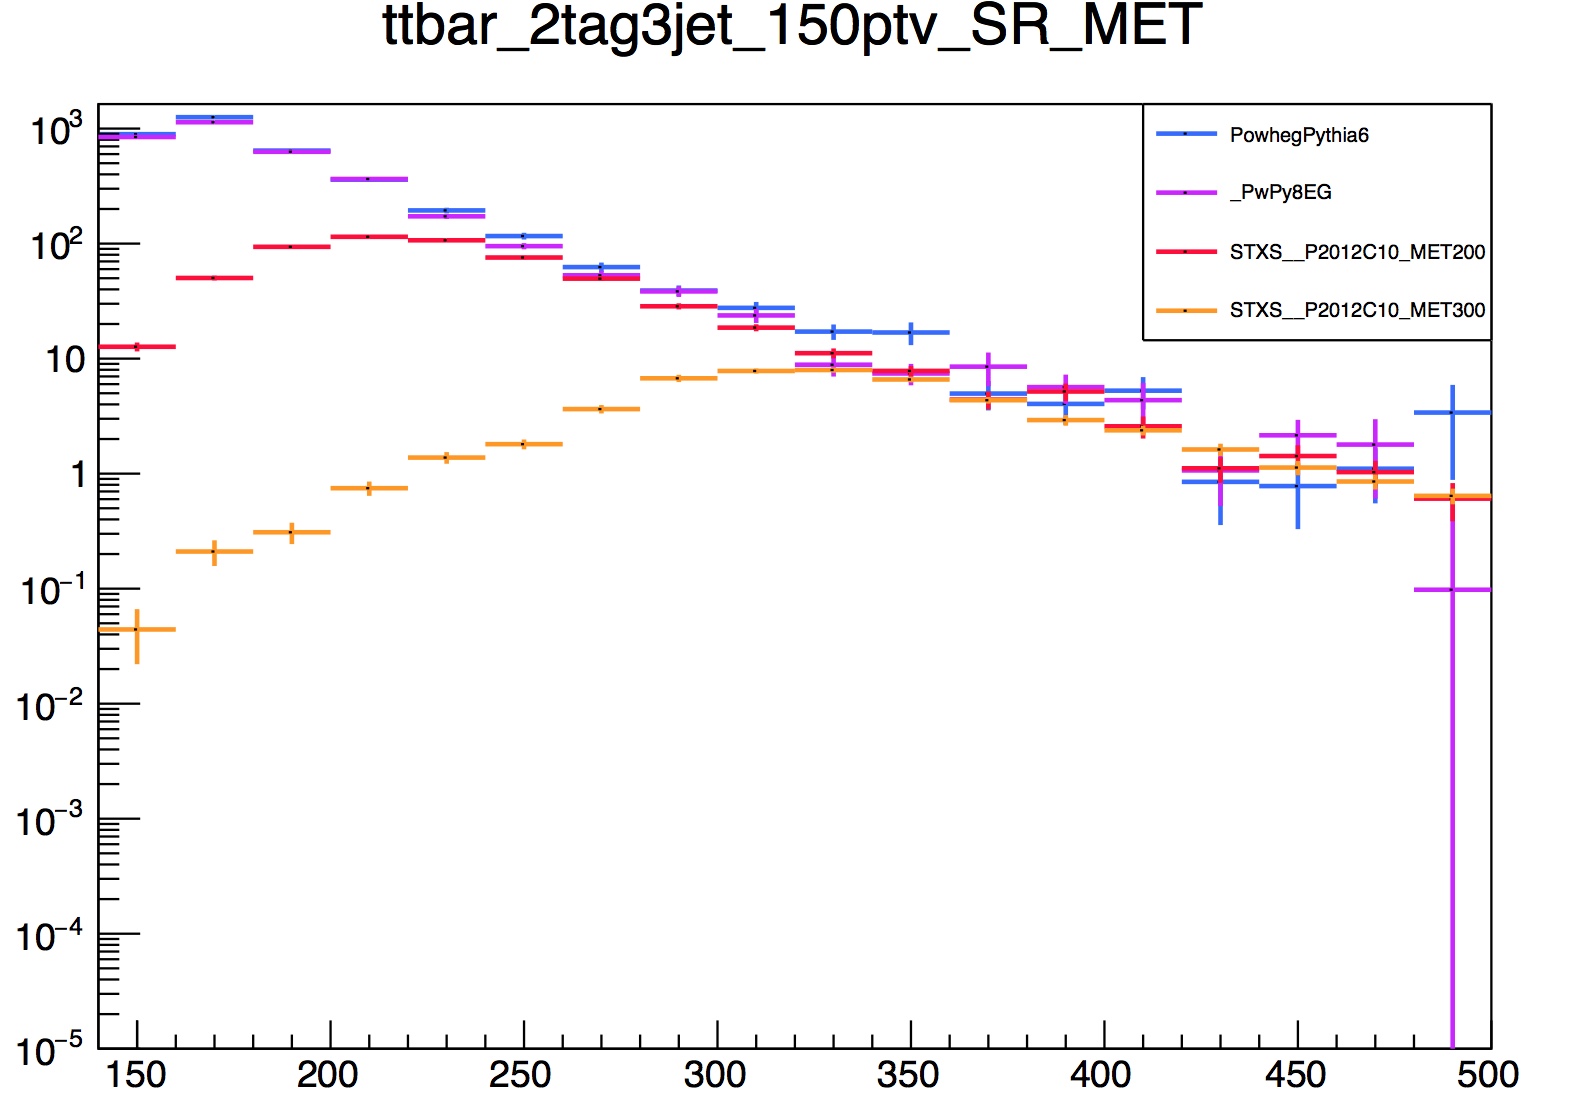 ttbar_2tag3jet_150ptv_SR_MET
PowhegPythia6
_PwPy8EG
STXS__P2012C10_MET200
STXS__P2012C10_MET300
10³
10²
10
1
10⁻¹
10⁻²
10⁻³
10⁻⁴
10⁻⁵
150 200 250 300 350 400 450 500